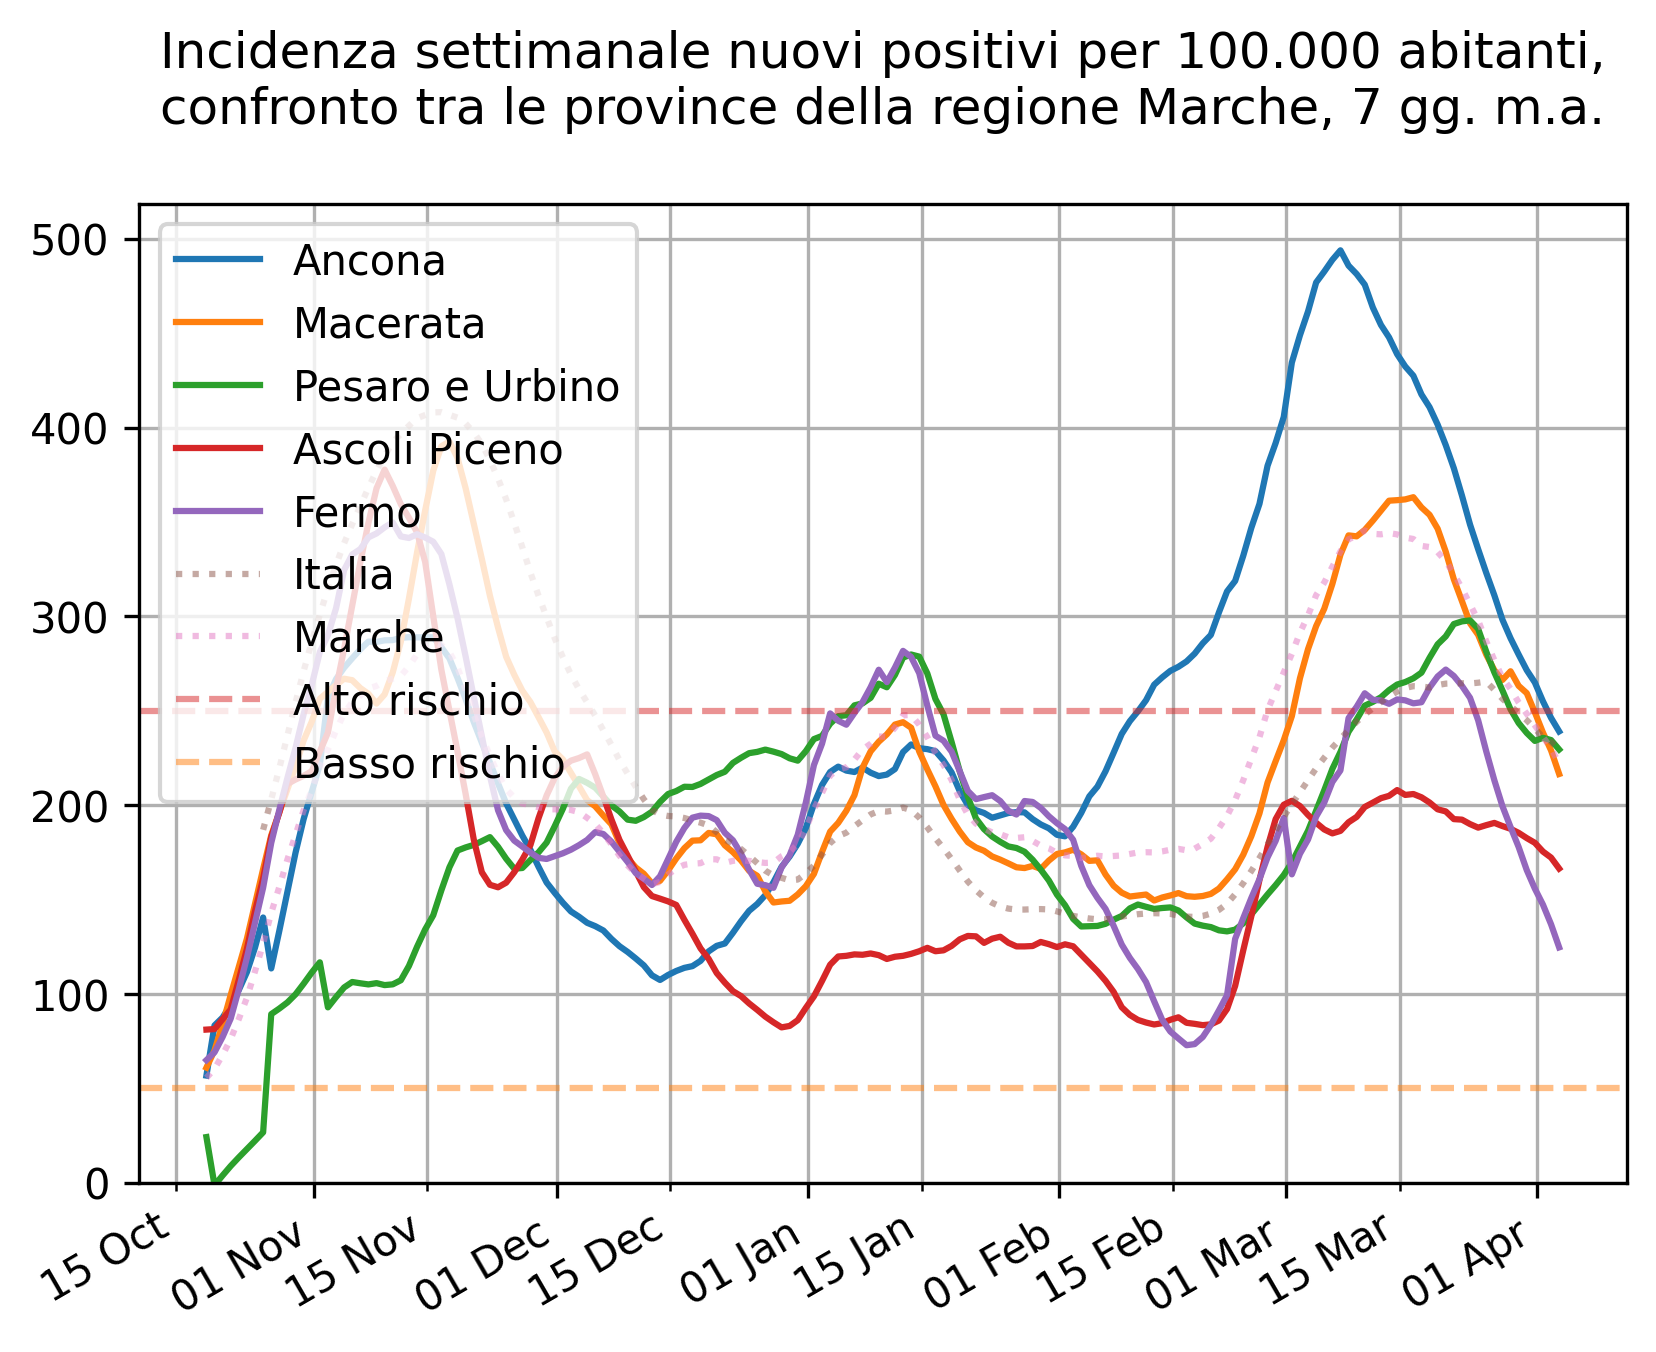 Incidenza settimanale nuovi positivi per 100.000 abitanti,
confronto tra le province della regione Marche, 7 gg. m.a.
500
400
300
200
100
0
Ancona
Macerata
Pesaro e Urbino
Ascoli Piceno
Fermo
Italia
Marche
Alto rischio
Basso rischio
15 Oct
01 Nov
15 Nov
01 Dec
15 Dec
01 Jan
15 Jan
01 Feb
15 Feb
01 Mar
15 Mar
01 Apr